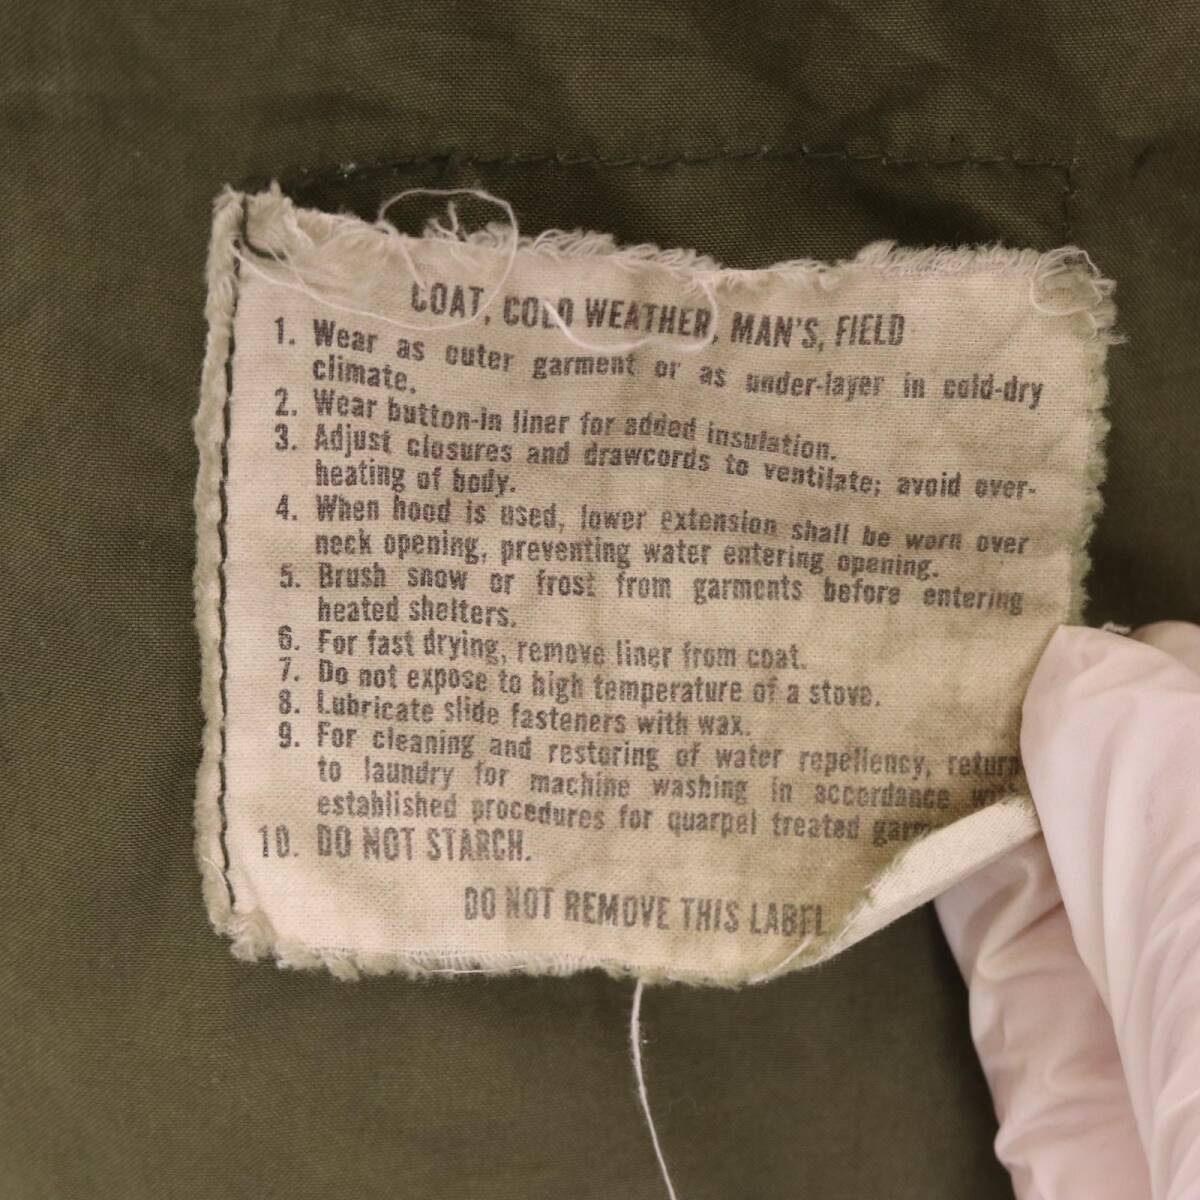 COAT, COLD WEATHER, MAN'S, FIELD
1. Wear as outer garment or as under-layer in cold-dry
climate.
2. Wear button-in liner for added insulation.
3. Adjust closures and drawcords to ventilate; avoid over-
heating of body.
4. When hood is used, lower extension shall be worn over
neck opening, preventing water entering opening.
5. Brush snow or frost from garments before entering
heated shelters.
6. For fast drying, remove liner from coat.
7. Do not expose to high temperature of a stove.
8. Lubricate slide fasteners with wax.
9. For cleaning and restoring of water repellency, return
to laundry for machine washing in accordance with
established procedures for quarpel treated
10. DO NOT STARCH.
DO NOT REMOVE THIS LABEL